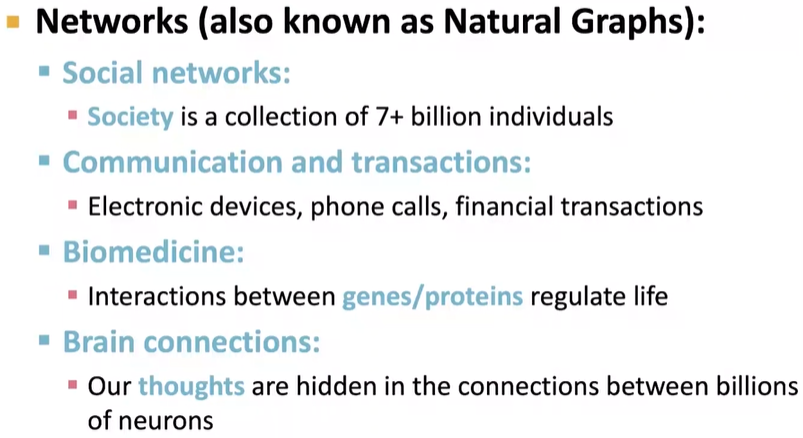 Networks (also known as Natural Graphs):
Social networks:
Society is a collection of 7+ billion individuals
Communication and transactions:
Electronic devices, phone calls, financial transactions
Biomedicine:
Interactions between genes/proteins regulate life
Brain connections:
Our thoughts are hidden in the connections between billions
of neurons